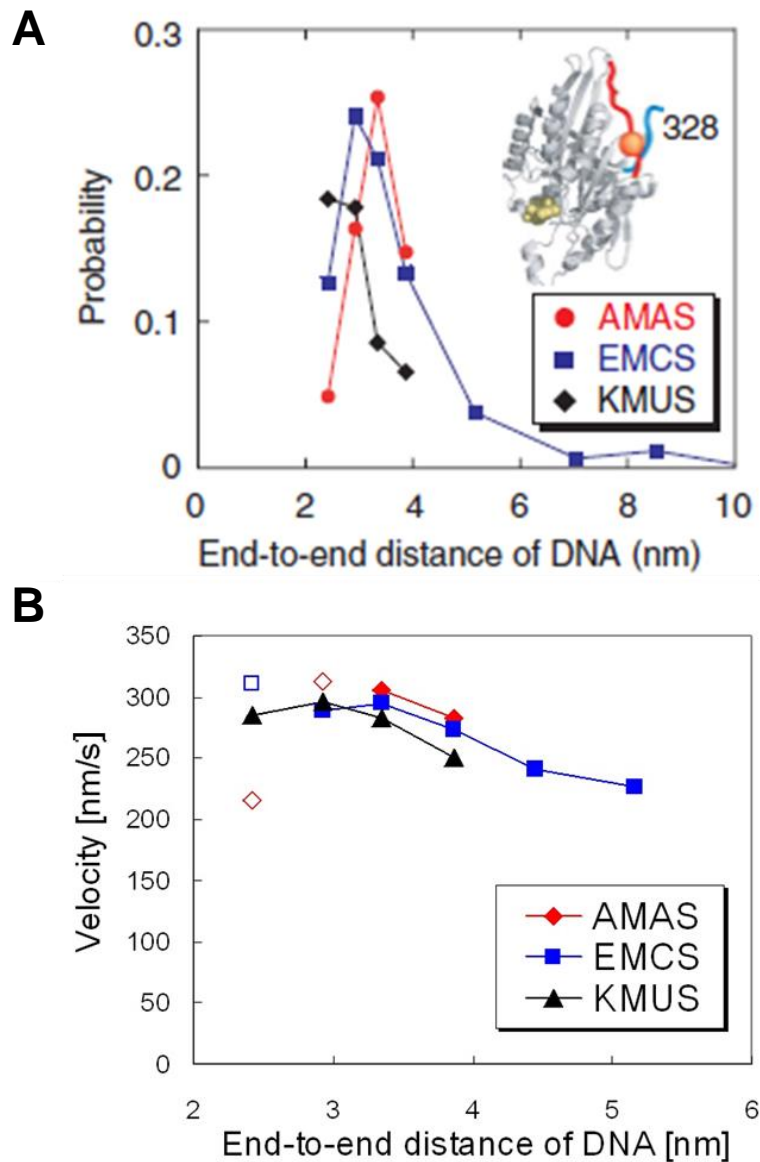 A
0.3
0.2
0.1
0
Probability
328
AMAS
EMCS
KMUS
0 2 4 6 8 10
End-to-end distance of DNA (nm)
B
350
300
250
200
150
100
50
0
Velocity [nm/s]
AMAS
EMCS
KMUS
2 3 4 5 6
End-to-end distance of DNA [nm]